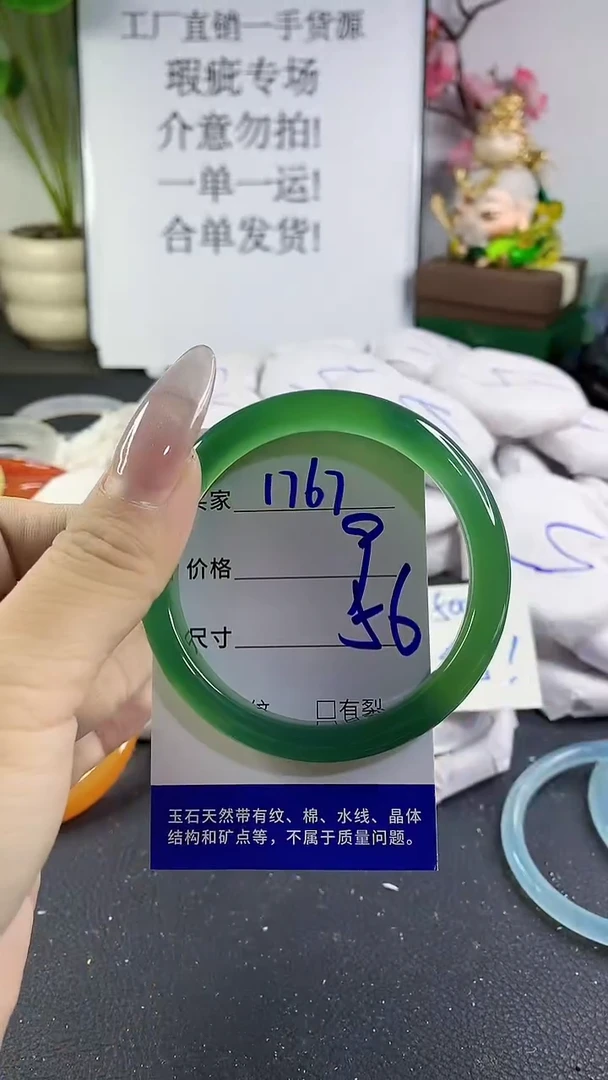 工厂直销一手货源
瑕疵专场
介意勿拍!
一单一运!
合单发货!
家 1767
价格
尺寸 56
纹 □有裂
玉石天然带有纹、棉、水线、晶体
结构和矿点等，不属于质量问题。